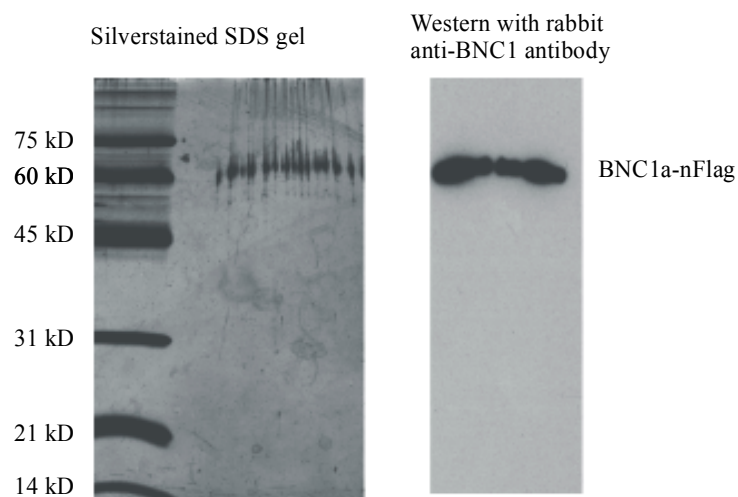 Silverstained SDS gel
Western with rabbit
anti-BNC1 antibody
75 kD
60 kD
45 kD
31 kD
21 kD
14 kD
BNC1a-nFlag